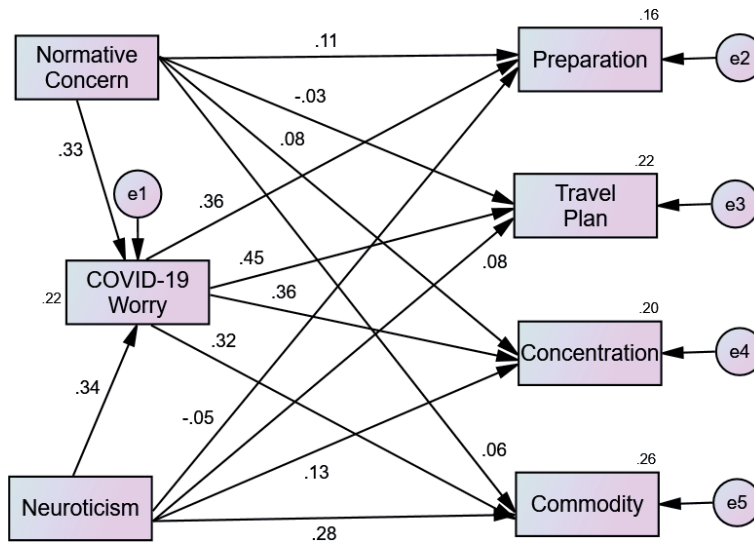 .16
.11
Normative
Concern
Preparation
e2
-.03
.08
.33
.22
e1
Travel
Plan
e3
.36
.45
.08
COVID-19
Worry
.22
.36
.20
.32
Concentration
e4
.34
-.05
.06
.26
.13
Neuroticism
Commodity
e5
.28